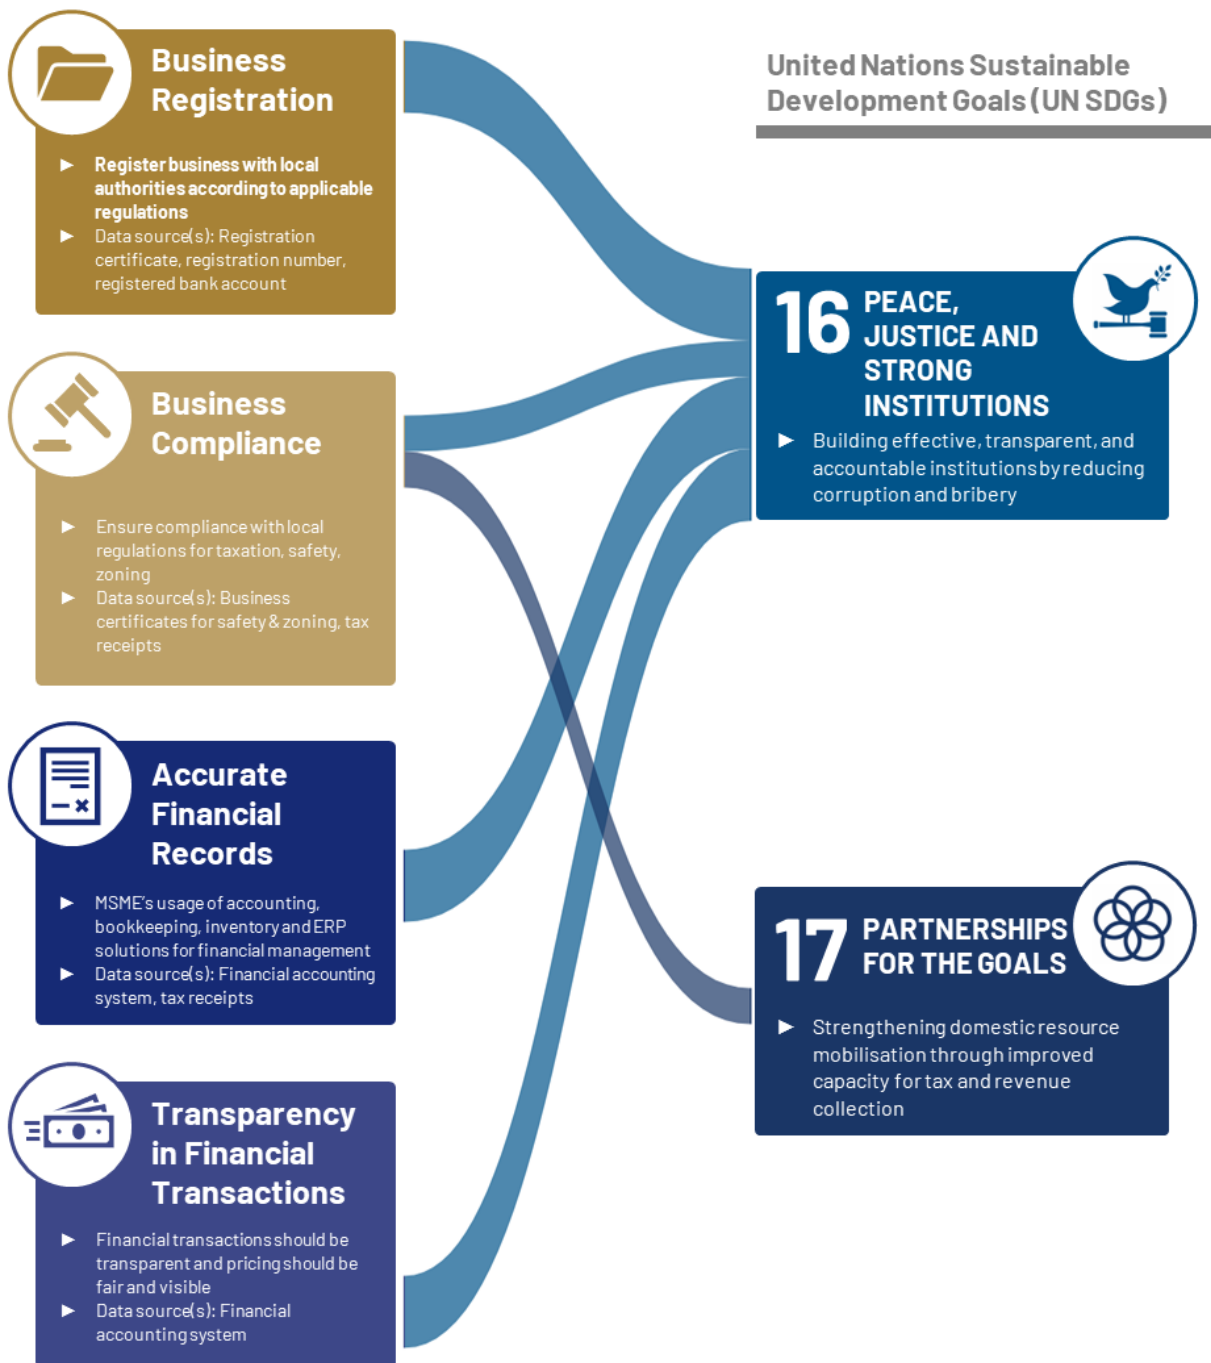 Business
Registration
► Register business with local
authorities according to applicable
regulations
► Data source(s): Registration
certificate, registration number,
registered bank account
Business
Compliance
► Ensure compliance with local
regulations for taxation, safety,
zoning
► Data source(s): Business
certificates for safety & zoning, tax
receipts
Accurate
Financial
Records
► MSME's usage of accounting,
bookkeeping, inventory and ERP
solutions for financial management
► Data source(s): Financial accounting
system, tax receipts
Transparency
in Financial
Transactions
► Financial transactions should be
transparent and pricing should be
fair and visible
► Data source(s): Financial
accounting system
United Nations Sustainable
Development Goals (UN SDGs)
16 PEACE,
JUSTICE AND
STRONG
INSTITUTIONS
► Building effective, transparent, and
accountable institutions by reducing
corruption and bribery
17 PARTNERSHIPS
FOR THE GOALS
► Strengthening domestic resource
mobilisation through improved
capacity for tax and revenue
collection